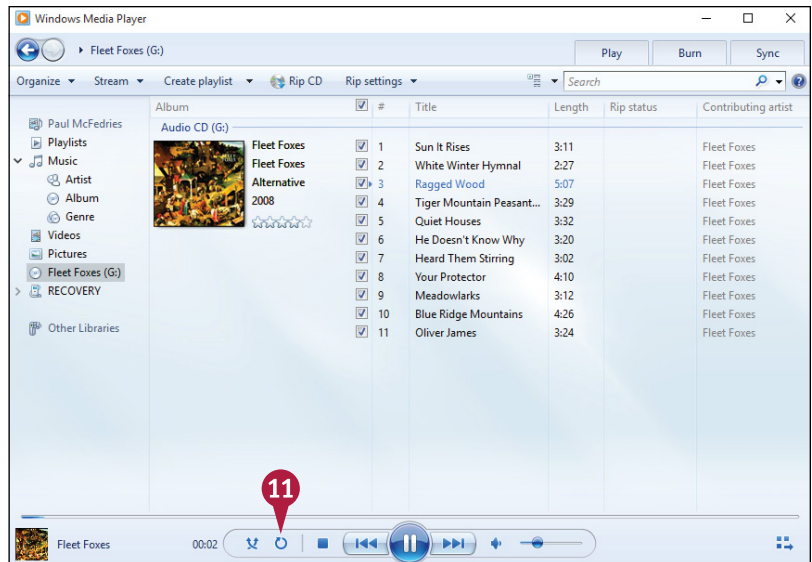 Windows Media Player
Fleet Foxes (G:)
Play Burn Sync
Organize Stream Create playlist Rip CD Rip settings Search
Album # Title Length Rip status Contributing artist
Paul McFedries
Playlists
Music
Artist
Album
Genre
Videos
Pictures
Fleet Foxes (G:)
RECOVERY
Other Libraries
Audio CD (G:)
Fleet Foxes
Fleet Foxes
Alternative
2008
1 Sun It Rises 3:11 Fleet Foxes
2 White Winter Hymnal 2:27 Fleet Foxes
3 Ragged Wood 5:07 Fleet Foxes
4 Tiger Mountain Peasant... 3:29 Fleet Foxes
5 Quiet Houses 3:32 Fleet Foxes
6 He Doesn't Know Why 3:20 Fleet Foxes
7 Heard Them Stirring 3:02 Fleet Foxes
8 Your Protector 4:10 Fleet Foxes
9 Meadowlarks 3:12 Fleet Foxes
10 Blue Ridge Mountains 4:26 Fleet Foxes
11 Oliver James 3:24 Fleet Foxes
11
Fleet Foxes 00:02